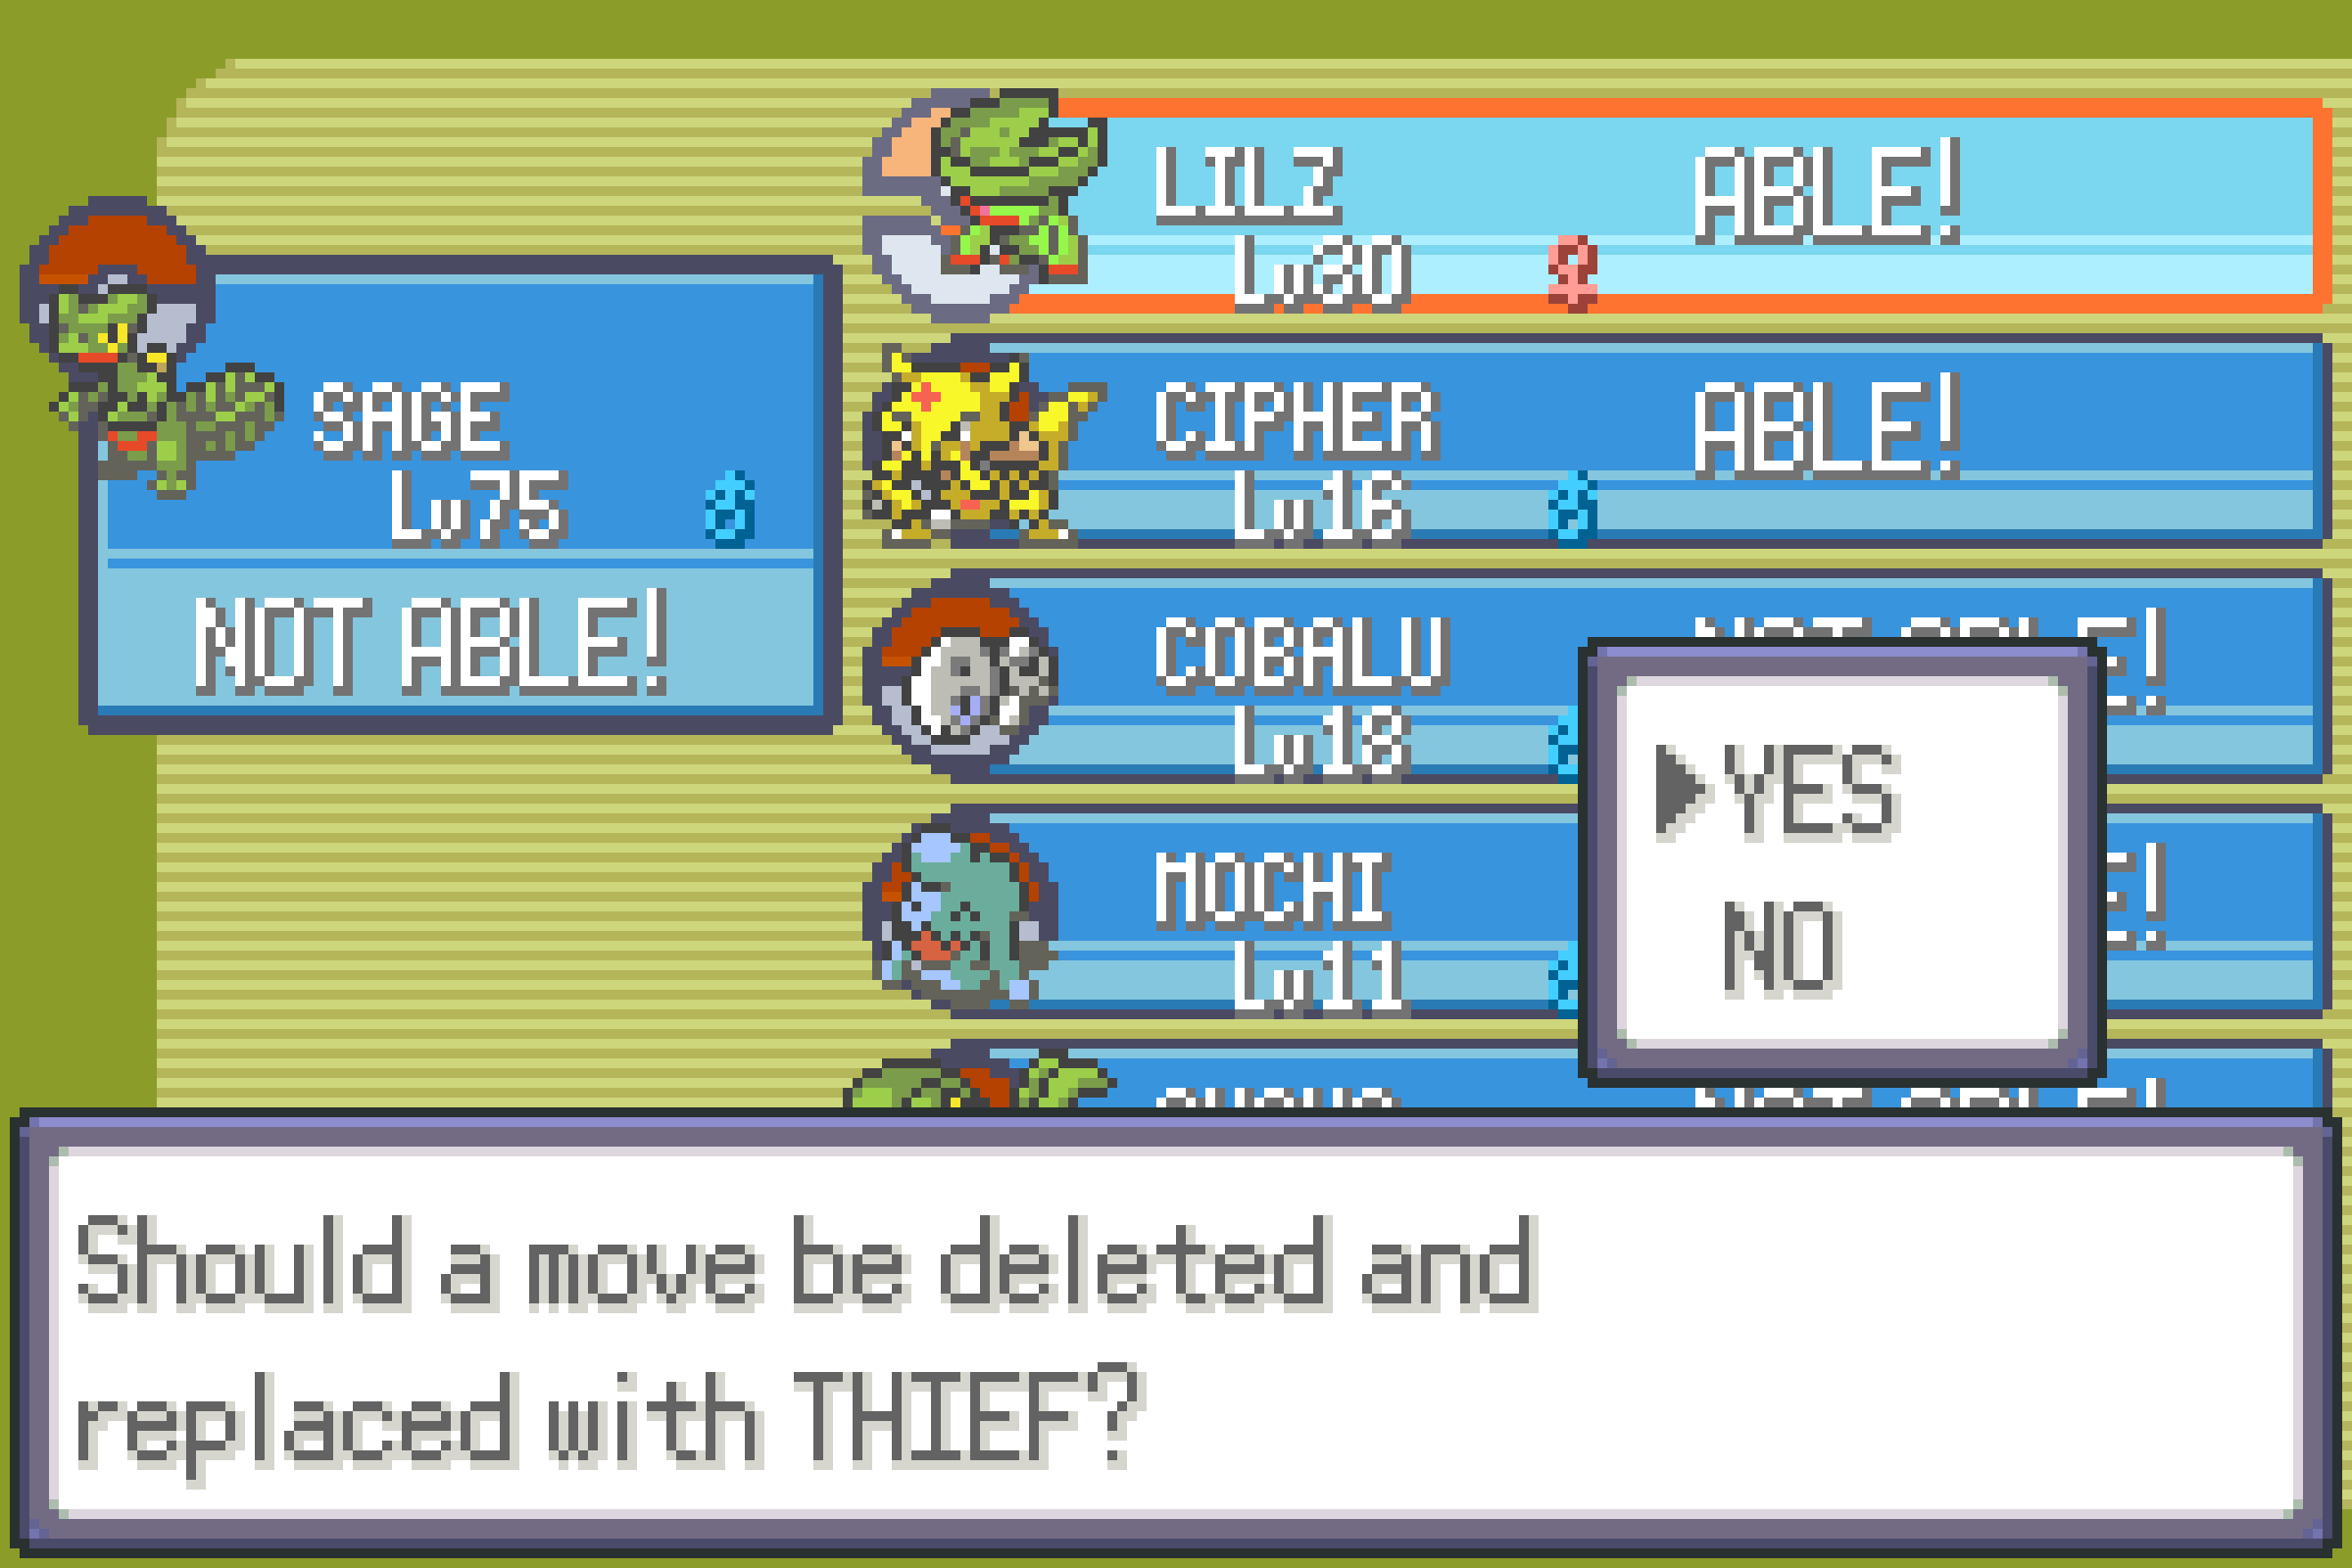 LILZ
ABLE!
SAGE
Lv75 ♂
NOT ABLE!
CIPHER
ABLE!
Lv16 ♂
COBALU
Lv18
MOCHI
Lv11
▶YES
NO
Should a move be deleted and
replaced with THIEF?